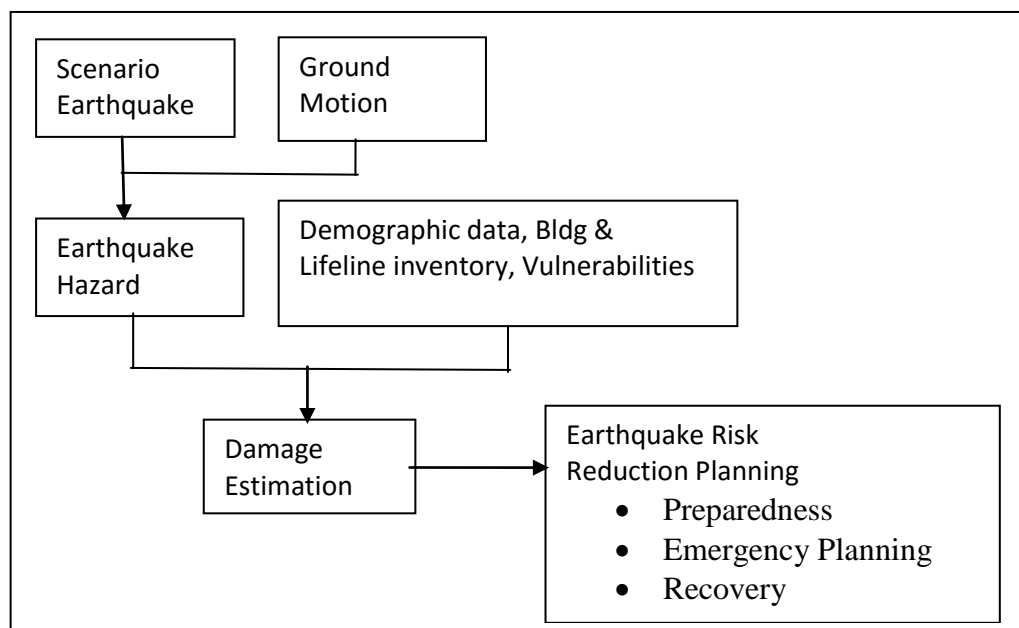 Scenario
Earthquake
Ground
Motion
Earthquake
Hazard
Demographic data, Bldg &
Lifeline inventory, Vulnerabilities
Damage
Estimation
Earthquake Risk
Reduction Planning
• Preparedness
• Emergency Planning
• Recovery